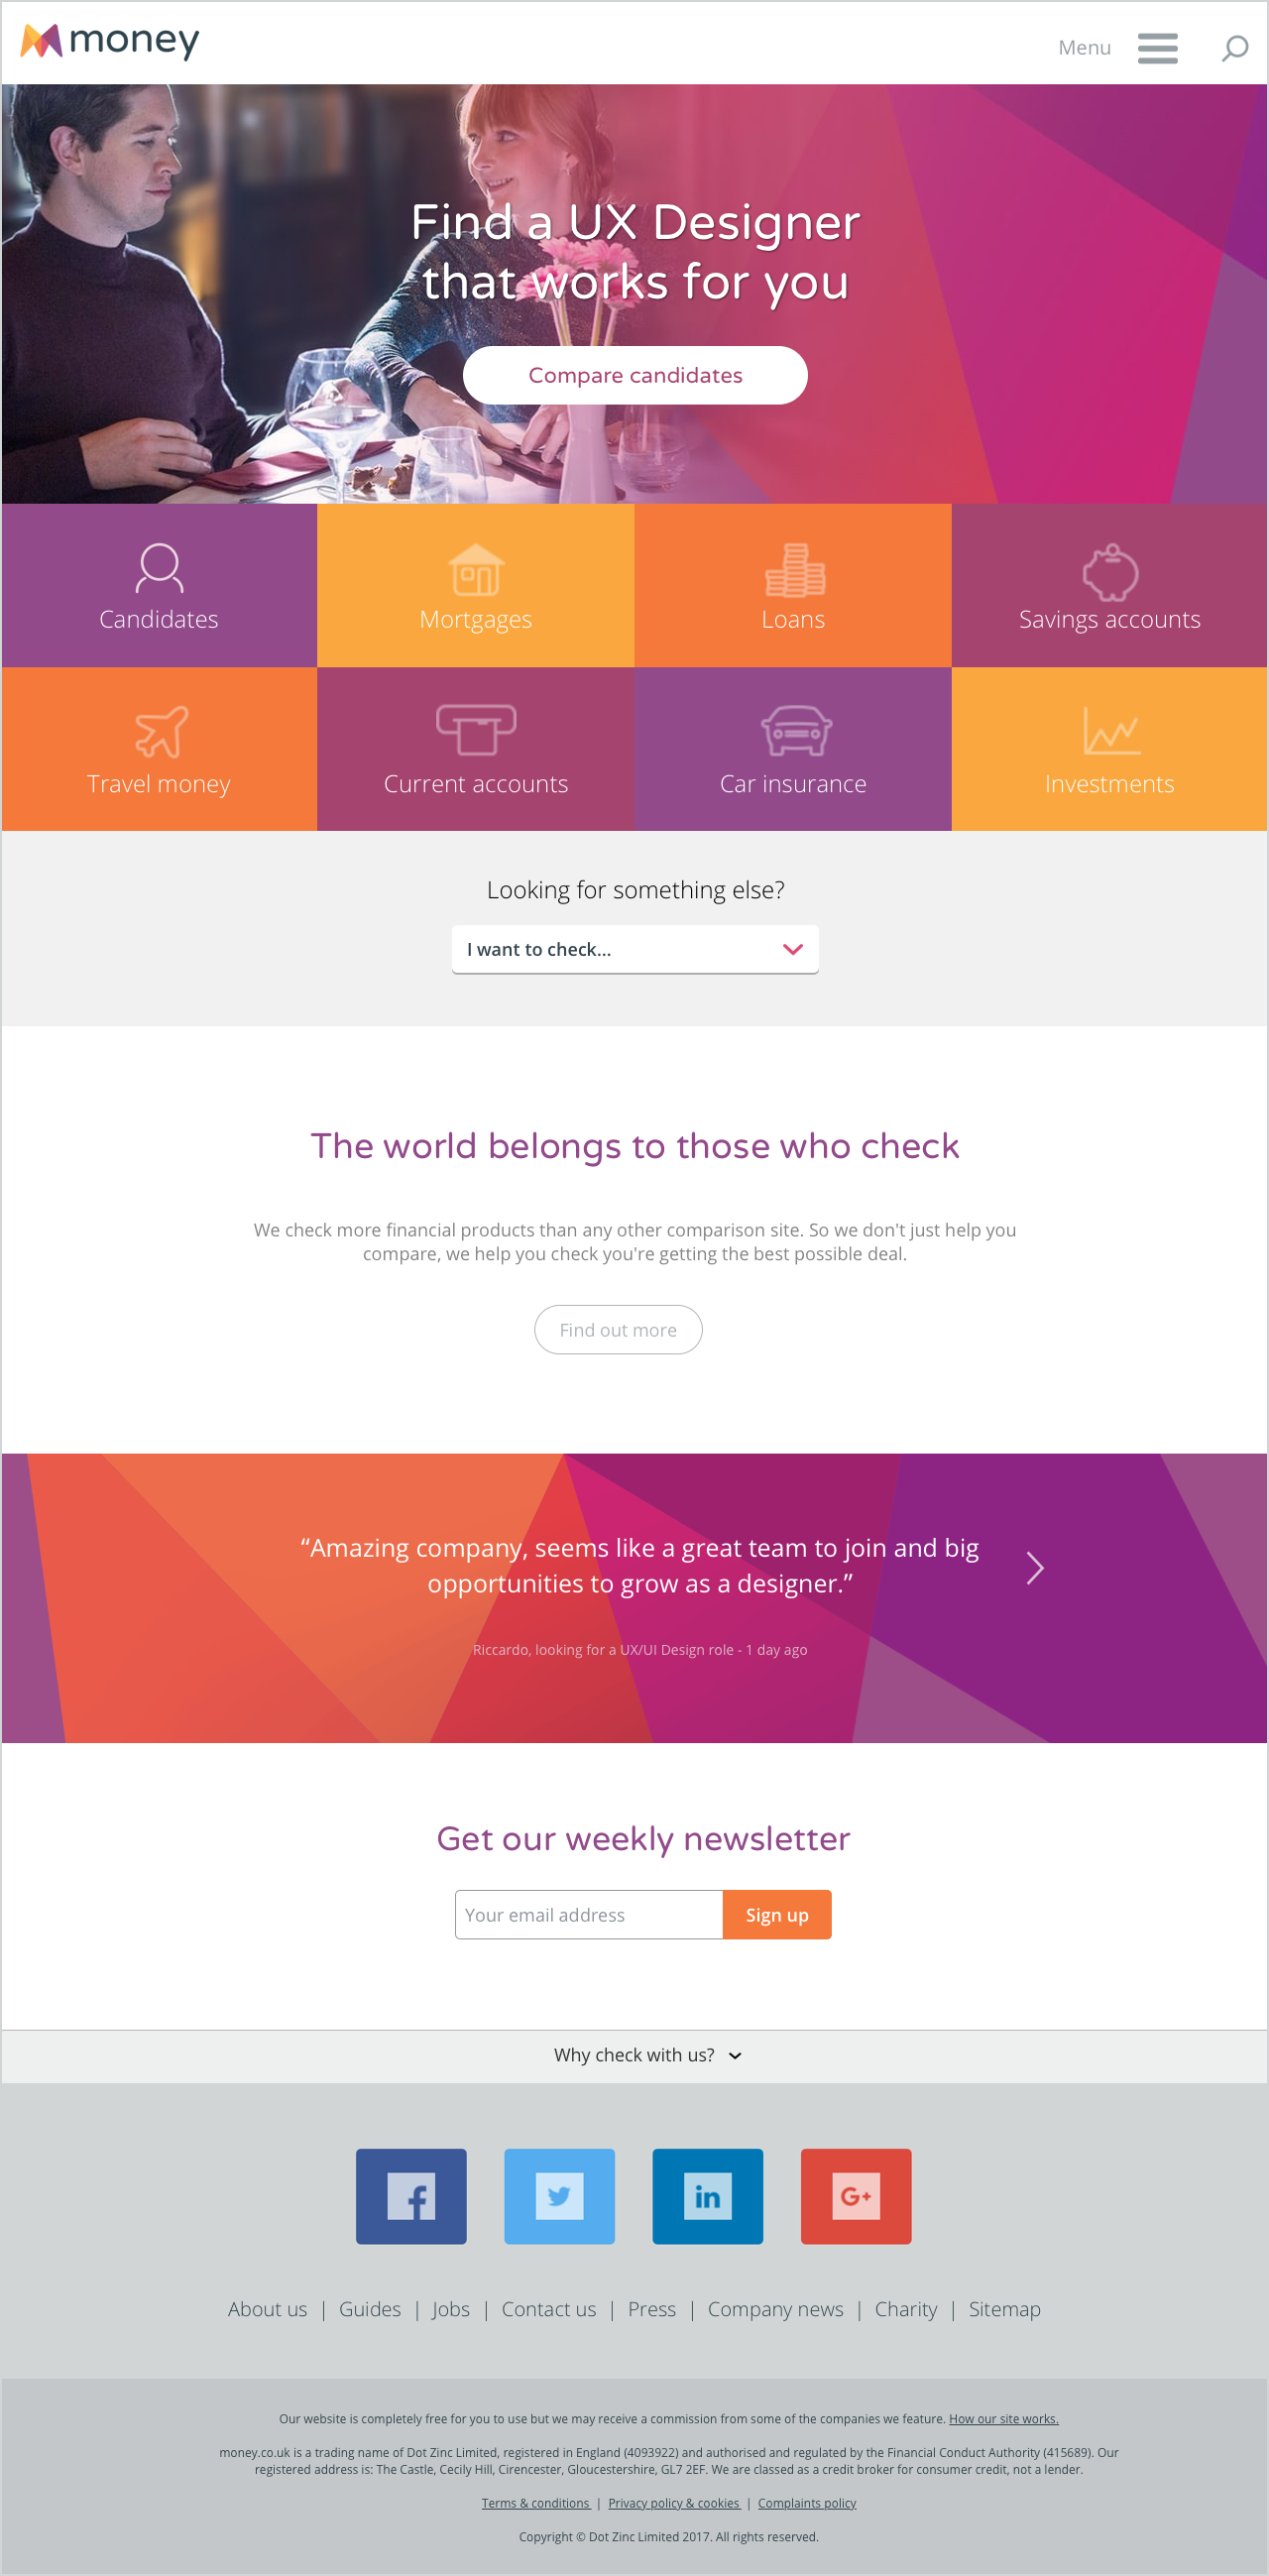 money
Menu
Find a UX Designer
that works for you
Compare candidates
Candidates
Mortgages
Loans
Savings accounts
Travel money
Current accounts
Car insurance
Investments
Looking for something else?
I want to check...
The world belongs to those who check
We check more financial products than any other comparison site. So we don't just help you
compare, we help you check you're getting the best possible deal.
Find out more
“Amazing company, seems like a great team to join and big
opportunities to grow as a designer.”
Riccardo, looking for a UX/UI Design role - 1 day ago
Get our weekly newsletter
Your email address
Sign up
Why check with us?
f
in
G+
About us | Guides | Jobs | Contact us | Press | Company news | Charity | Sitemap
Our website is completely free for you to use but we may receive a commission from some of the companies we feature. How our site works.
money.co.uk is a trading name of Dot Zinc Limited, registered in England (4093922) and authorised and regulated by the Financial Conduct Authority (415689). Our
registered address is: The Castle, Cecily Hill, Cirencester, Gloucestershire, GL7 2EF. We are classed as a credit broker for consumer credit, not a lender.
Terms & conditions | Privacy policy & cookies | Complaints policy
Copyright © Dot Zinc Limited 2017. All rights reserved.